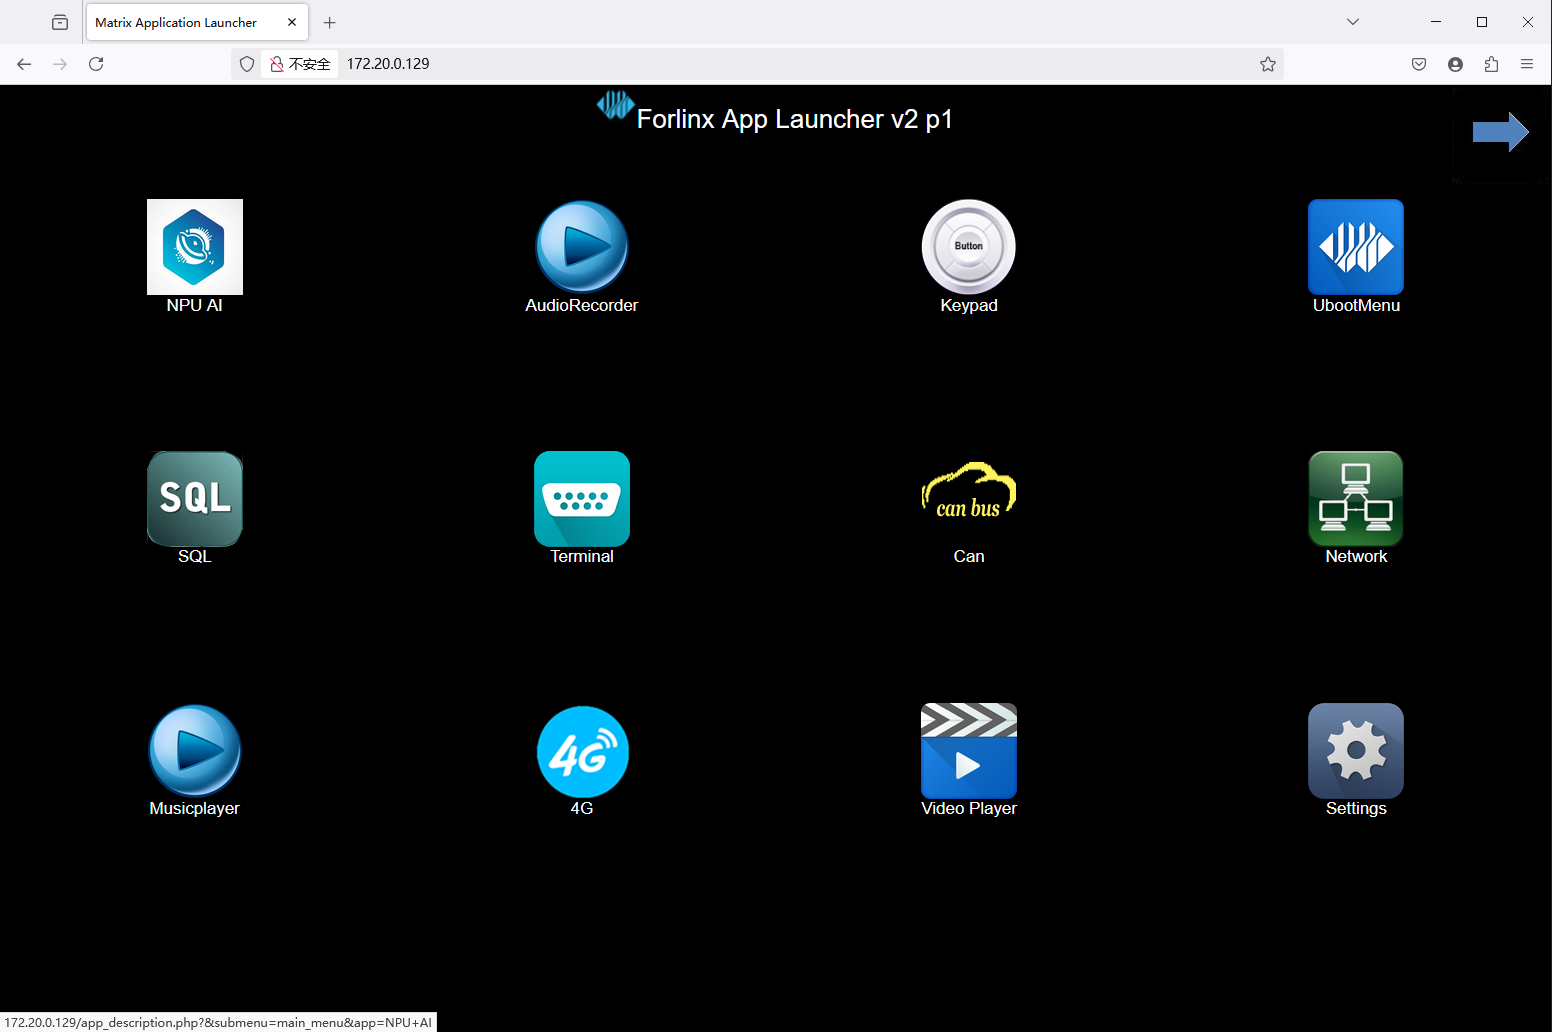 Matrix Application Launcher
不安全 172.20.0.129
Forlinx App Launcher v2 p1
Button
NPU AI AudioRecorder Keypad UbootMenu
SQL can bus
SQL Terminal Can Network
4G
Musicplayer 4G Video Player Settings
172.20.0.129/app_description.php?&submenu=main_menu&app=NPU+AI